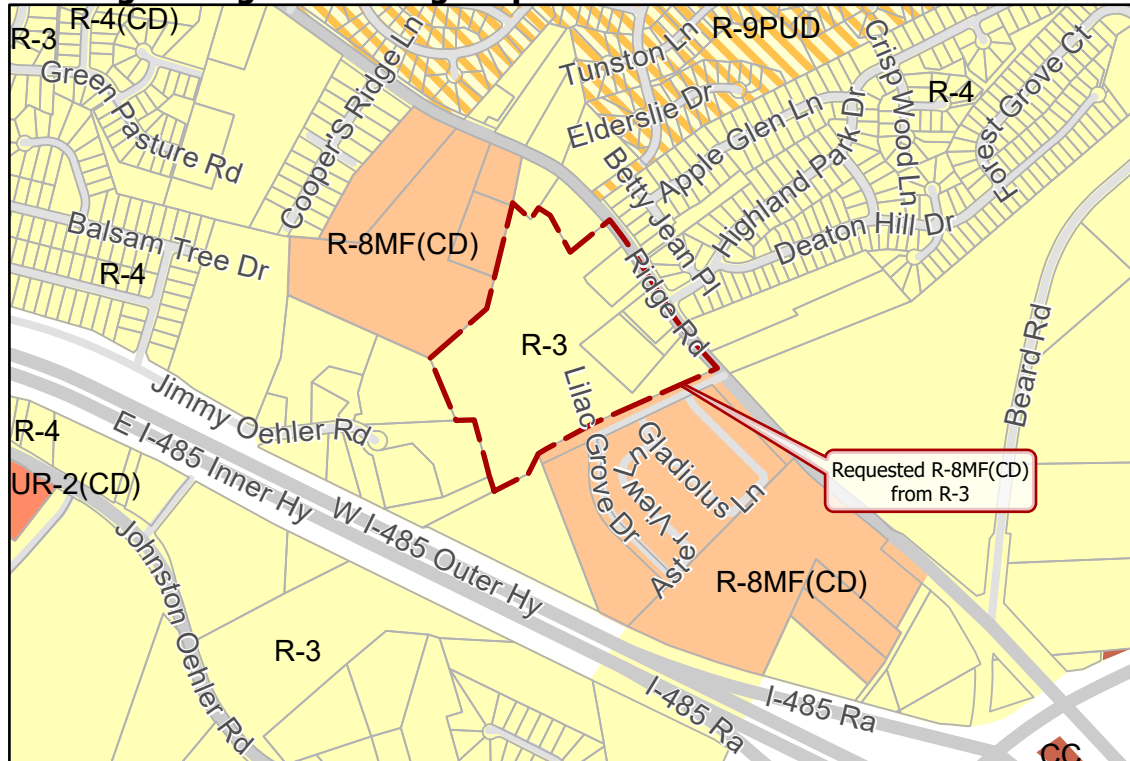 R-4(CD)
R-3
Green Pasture Rd
Cooper'S Ridge Ln
Tunston Ln
R-9PUD
Elderslie Dr
Crisp Wood Ln
R-4
Forest Grove Ct
Apple Glen Ln
Betty Jean Pl
Highland Park Dr
Deaton Hill Dr
Balsam Tree Dr
R-8MF(CD)
R-4
Ridge Rd
R-3
Beard Rd
Jimmy Oehler Rd
Lilac Grove Dr
R-4
E I-485 Inner Hy
UR-2(CD)
Gladiolus Ln
Aster View Ln
Requested R-8MF(CD)
from R-3
W I-485 Outer Hy
Johnston Oehler Rd
R-8MF(CD)
R-3
I-485 Ra
I-485 Ra
CC